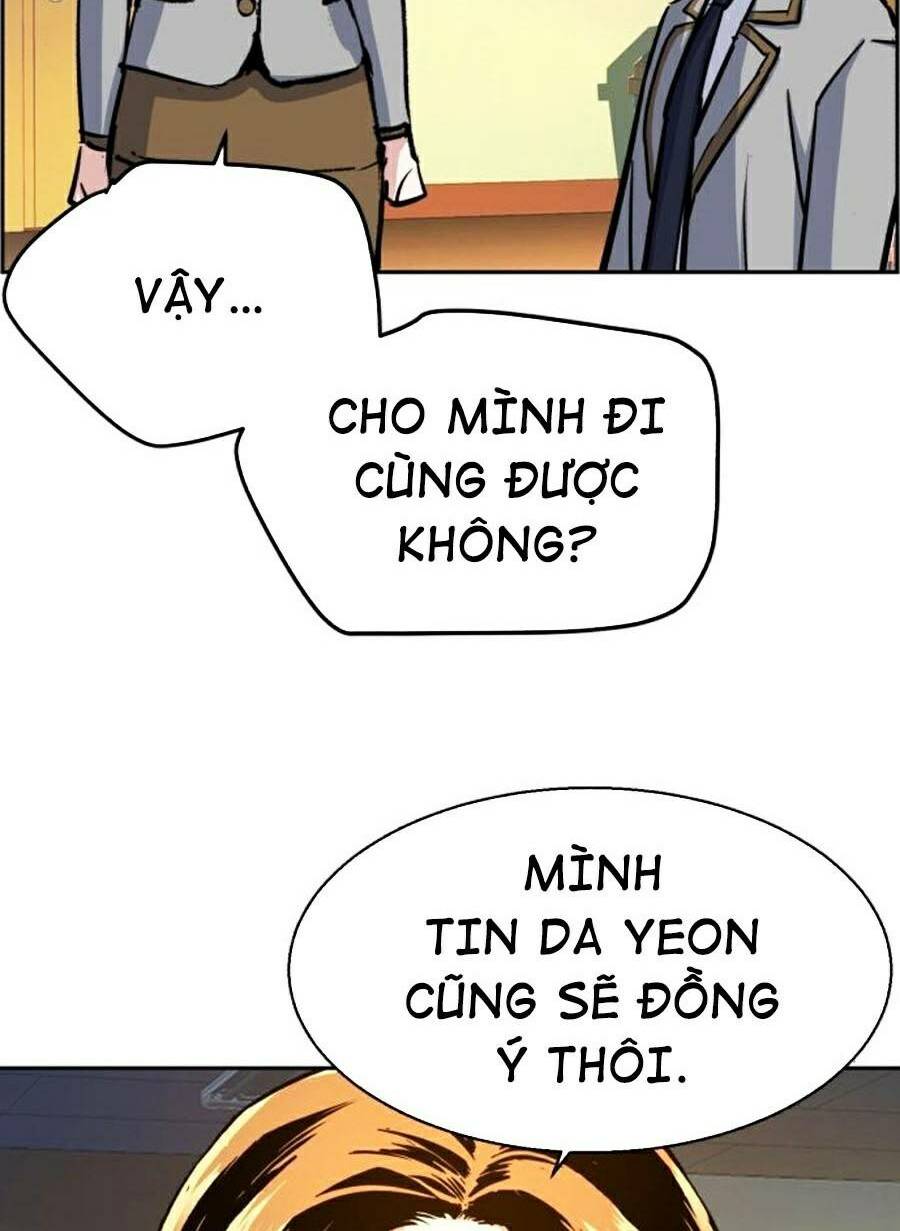 VẬY...
CHO MÌNH ĐI
CÙNG ĐƯỢC
KHÔNG?
MÌNH
TIN DA YEON
CŨNG SẼ ĐỒNG
Ý THÔI.